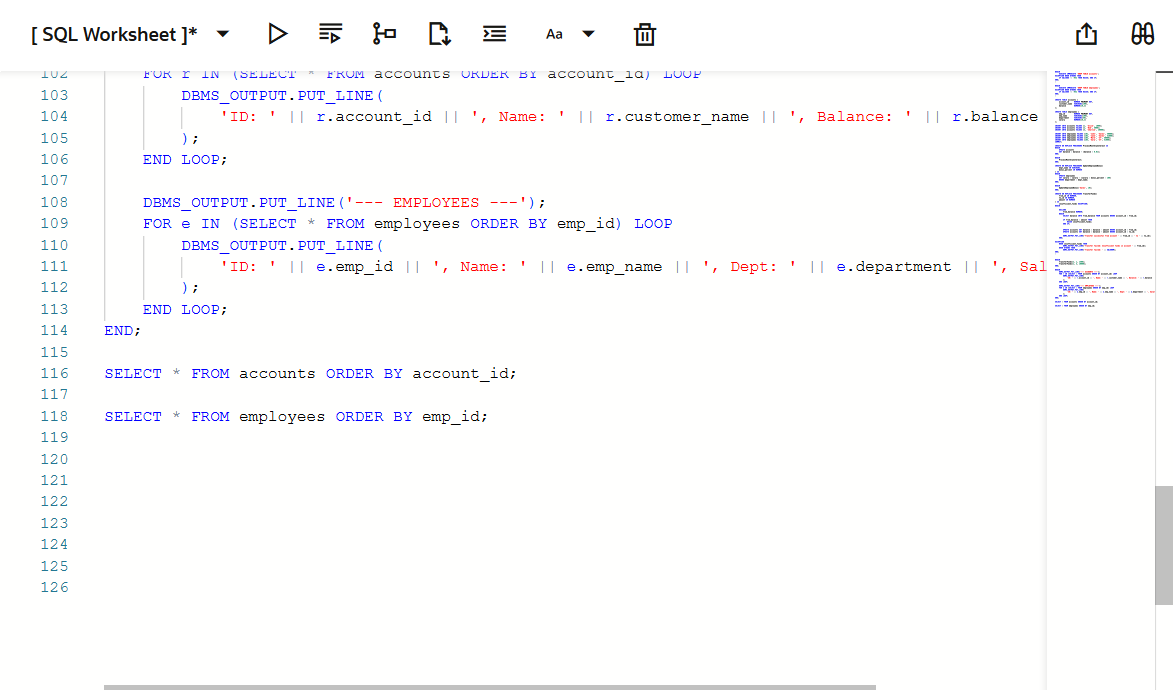 [ SQL Worksheet ]* Aa
102 FOR r IN (SELECT * FROM accounts ORDER BY account_id) LOOP
103 DBMS_OUTPUT.PUT_LINE(
104 'ID: ' || r.account_id || ', Name: ' || r.customer_name || ', Balance: ' || r.balance
105 );
106 END LOOP;
107
108 DBMS_OUTPUT.PUT_LINE('--- EMPLOYEES ---');
109 FOR e IN (SELECT * FROM employees ORDER BY emp_id) LOOP
110 DBMS_OUTPUT.PUT_LINE(
111 'ID: ' || e.emp_id || ', Name: ' || e.emp_name || ', Dept: ' || e.department || ', Sal
112 );
113 END LOOP;
114 END;
115
116 SELECT * FROM accounts ORDER BY account_id;
117
118 SELECT * FROM employees ORDER BY emp_id;
119
120
121
122
123
124
125
126